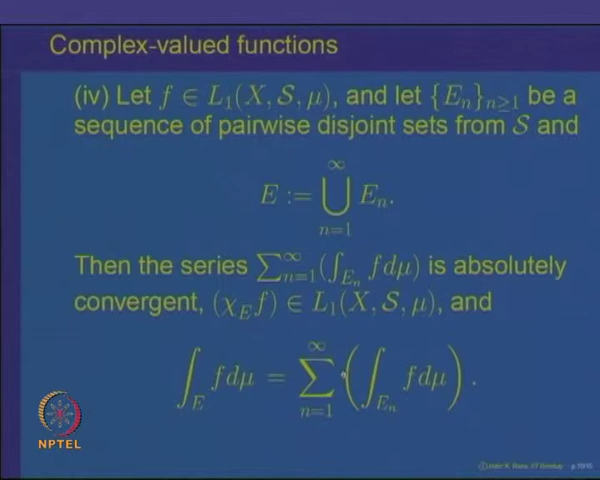 Complex-valued functions
(iv) Let f ∈ L₁(X, 𝒮, μ), and let {Eₙ}ₙ≥₁ be a
sequence of pairwise disjoint sets from 𝒮 and
E := ⋃_{n=1}^{∞} Eₙ.
Then the series ∑_{n=1}^{∞} (∫_{Eₙ} f dμ) is absolutely
convergent, (χ_E f) ∈ L₁(X, 𝒮, μ), and
∫_E f dμ = ∑_{n=1}^{∞} (∫_{Eₙ} f dμ).
NPTEL